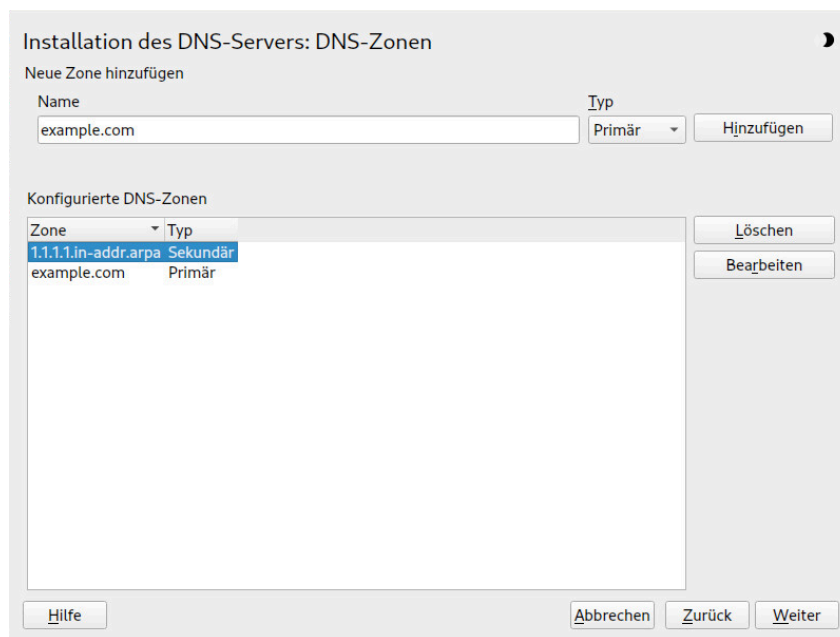 Installation des DNS-Servers: DNS-Zonen
Neue Zone hinzufügen
Name Typ
example.com Primär Hinzufügen
Konfigurierte DNS-Zonen
Zone Typ Löschen
1.1.1.1.in-addr.arpa Sekundär
example.com Primär Bearbeiten
Hilfe Abbrechen Zurück Weiter